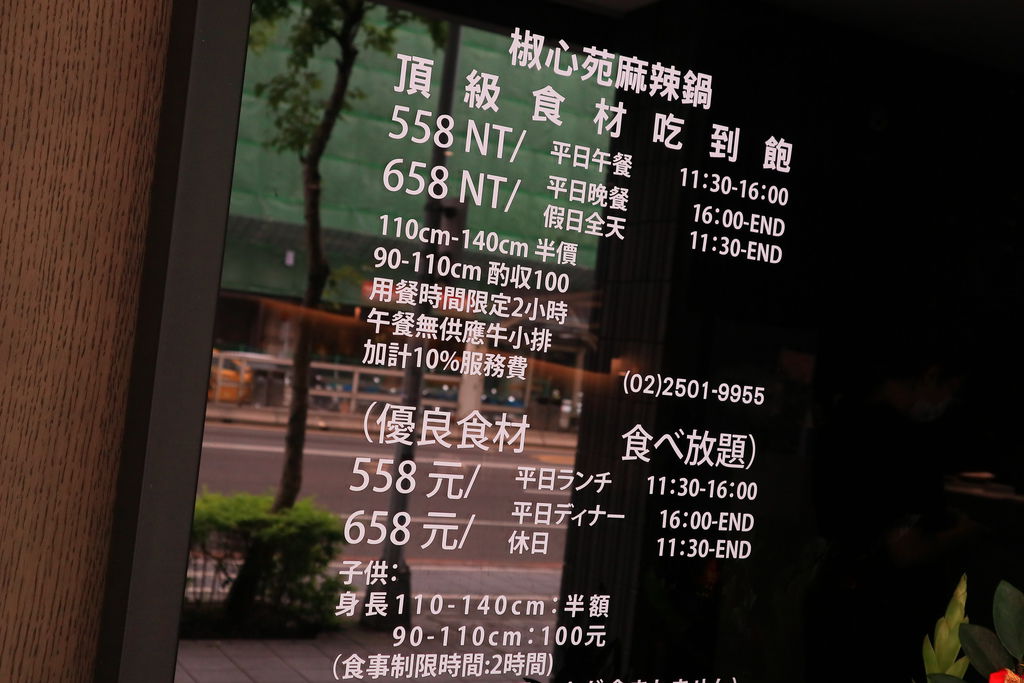 椒心苑麻辣鍋
頂級食材吃到飽
558 NT/ 平日午餐 11:30-16:00
658 NT/ 平日晚餐 16:00-END
假日全天 11:30-END
110cm-140cm 半價
90-110cm 酌収100
用餐時間限定2小時
午餐無供應牛小排
加計10%服務費
(02)2501-9955
(優良食材 食べ放題)
558 元/ 平日ランチ 11:30-16:00
658 元/ 平日ディナー 16:00-END
休日 11:30-END
子供:
身長110-140cm:半額
90-110cm:100元
(食事制限時間:2時間)